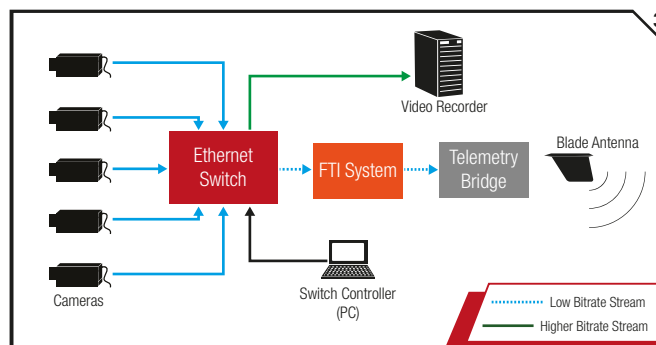 3
Video Recorder
Blade Antenna
Ethernet
Switch
FTI System
Telemetry
Bridge
Cameras
Switch Controller
(PC)
Low Bitrate Stream
Higher Bitrate Stream